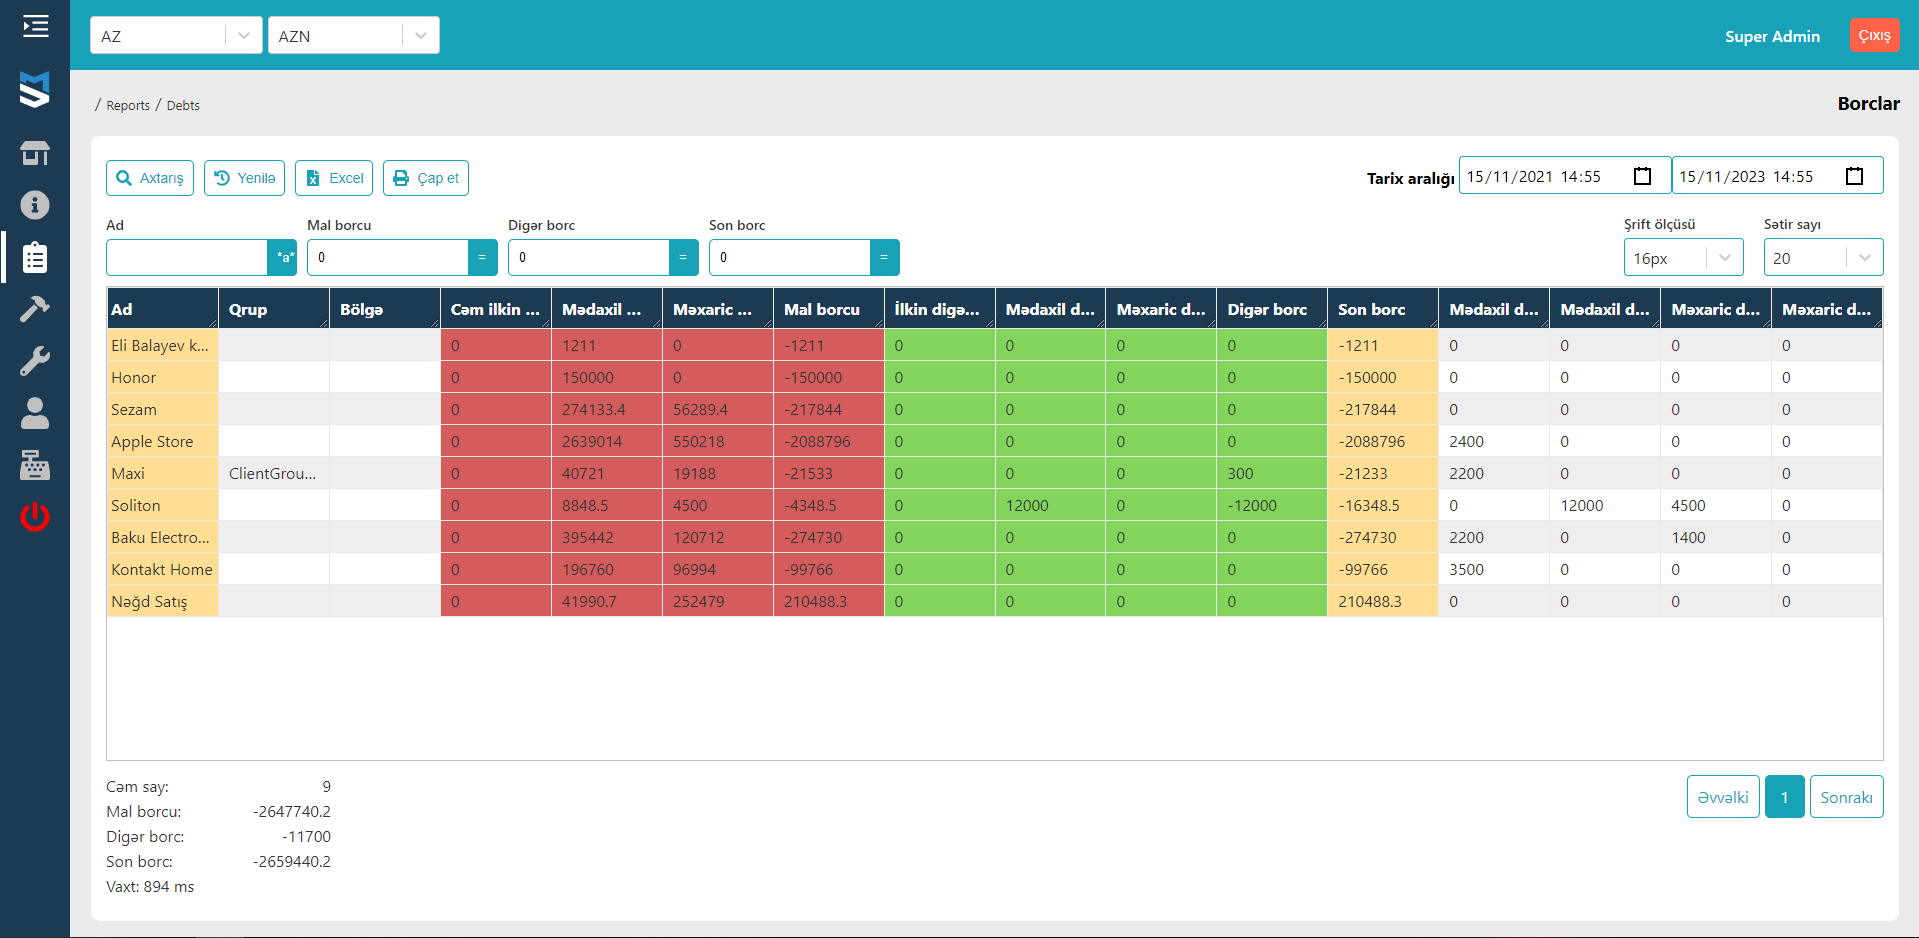 AZ AZN Super Admin Çıxış
/ Reports / Debts Borclar
Axtarış Yenilə Excel Çap et Tarix aralığı 15/11/2021 14:55 15/11/2023 14:55
Ad Mal borcu Digər borc Son borc Şrift ölçüsü Sətir sayı
*a* 0 = 0 = 0 = 16px 20
Ad Qrup Bölgə Cəm ilkin ... Mədaxil ... Məxaric ... Mal borcu İlkin digə... Mədaxil d... Məxaric d... Digər borc Son borc Mədaxil d... Mədaxil d... Məxaric d... Məxaric d...
Eli Balayev k... 0 1211 0 -1211 0 0 0 0 -1211 0 0 0 0
Honor 0 150000 0 -150000 0 0 0 0 -150000 0 0 0 0
Sezam 0 274133.4 56289.4 -217844 0 0 0 0 -217844 0 0 0 0
Apple Store 0 2639014 550218 -2088796 0 0 0 0 -2088796 2400 0 0 0
Maxi ClientGrou... 0 40721 19188 -21533 0 0 0 300 -21233 2200 0 0 0
Soliton 0 8848.5 4500 -4348.5 0 12000 0 -12000 -16348.5 0 12000 4500 0
Baku Electro... 0 395442 120712 -274730 0 0 0 0 -274730 2200 0 1400 0
Kontakt Home 0 196760 96994 -99766 0 0 0 0 -99766 3500 0 0 0
Nəğd Satış 0 41990.7 252479 210488.3 0 0 0 0 210488.3 0 0 0 0
Cəm say: 9
Mal borcu: -2647740.2
Digər borc: -11700
Son borc: -2659440.2
Vaxt: 894 ms
Əvvəlki 1 Sonrakı